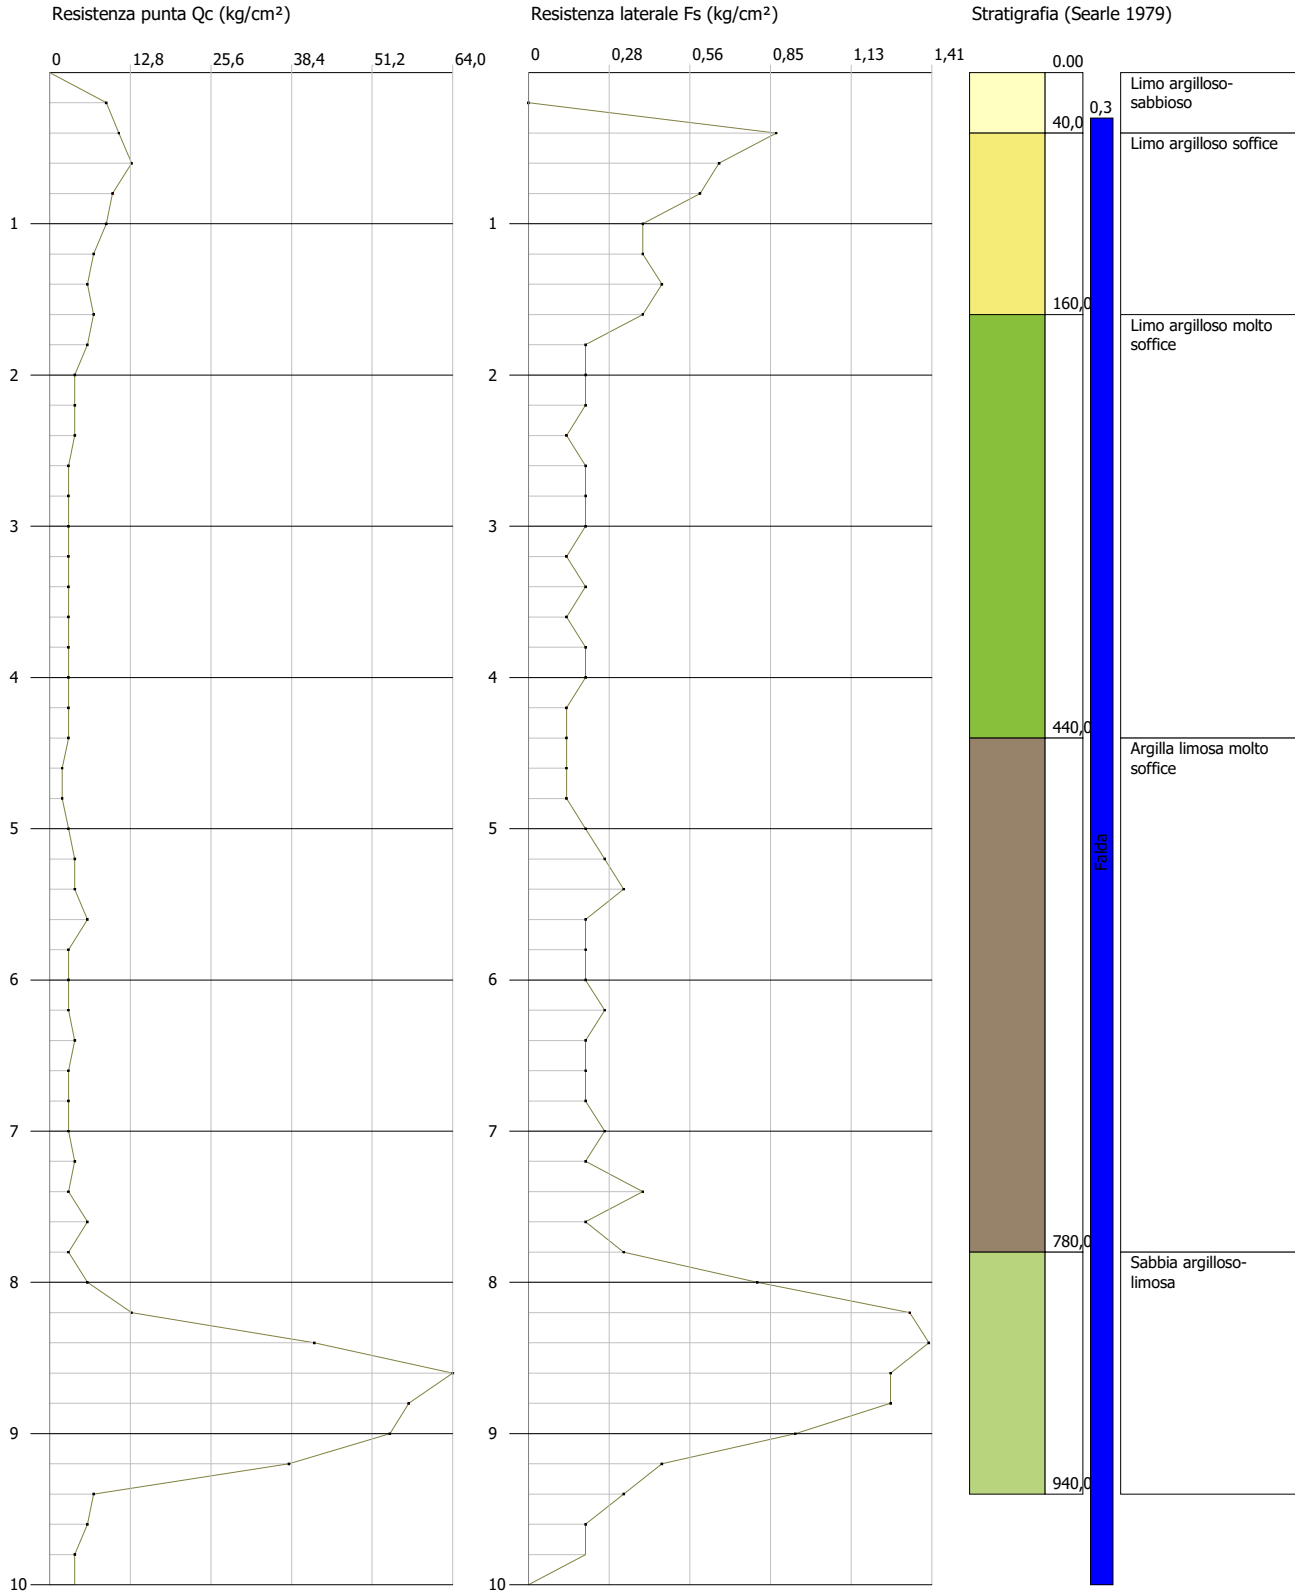 Resistenza punta Qc (kg/cm²)
0 12,8 25,6 38,4 51,2 64,0
1
2
3
4
5
6
7
8
9
10
Resistenza laterale Fs (kg/cm²)
0 0,28 0,56 0,85 1,13 1,41
1
2
3
4
5
6
7
8
9
10
Stratigrafia (Searle 1979)
0.00
40,0
160,0
440,0
780,0
940,0
0,3
Falda
Limo argilloso-
sabbioso
Limo argilloso soffice
Limo argilloso molto
soffice
Argilla limosa molto
soffice
Sabbia argilloso-
limosa